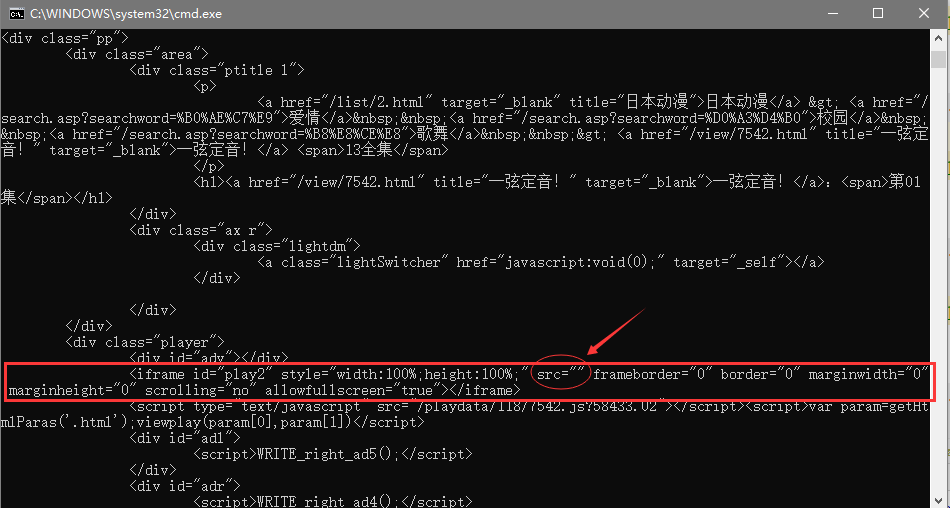 C:\WINDOWS\system32\cmd.exe
<div class="pp">
<div class="area">
<div class="ptitle l">
<p>
<a href="/list/2.html" target="_blank" title="日本动漫">日本动漫</a> &gt; <a href="/
search.asp?searchword=%B0%AE%C7%E9">爱情</a>&nbsp;&nbsp;<a href="/search.asp?searchword=%D0%A3%D4%B0">校园</a>&nbsp;
&nbsp;<a href="/search.asp?searchword=%B8%E8%CE%E8">歌舞</a>&nbsp;&nbsp;&gt; <a href="/view/7542.html" title="一弦定
音！" target="_blank">一弦定音！</a> <span>13全集</span>
</p>
<h1><a href="/view/7542.html" title="一弦定音！" target="_blank">一弦定音！</a>：<span>第01
集</span></h1>
</div>
<div class="ax r">
<div class="lightdm">
<a class="lightSwitcher" href="javascript:void(0);" target="_self"></a>
</div>
</div>
</div>
<div class="player">
<div id="adv"></div>
<iframe id="play2" style="width:100%;height:100%;" src="" frameborder="0" border="0" marginwidth="0"
marginheight="0" scrolling="no" allowfullscreen="true"></iframe>
<script type="text/javascript" src="/playdata/118/7542.js?58433.02"></script><script>var param=getHt
mlParas('.html');viewplay(param[0],param[1])</script>
<div id="ad1">
<script>WRITE_right_ad5();</script>
</div>
<div id="adr">
<script>WRITE_right_ad4();</script>